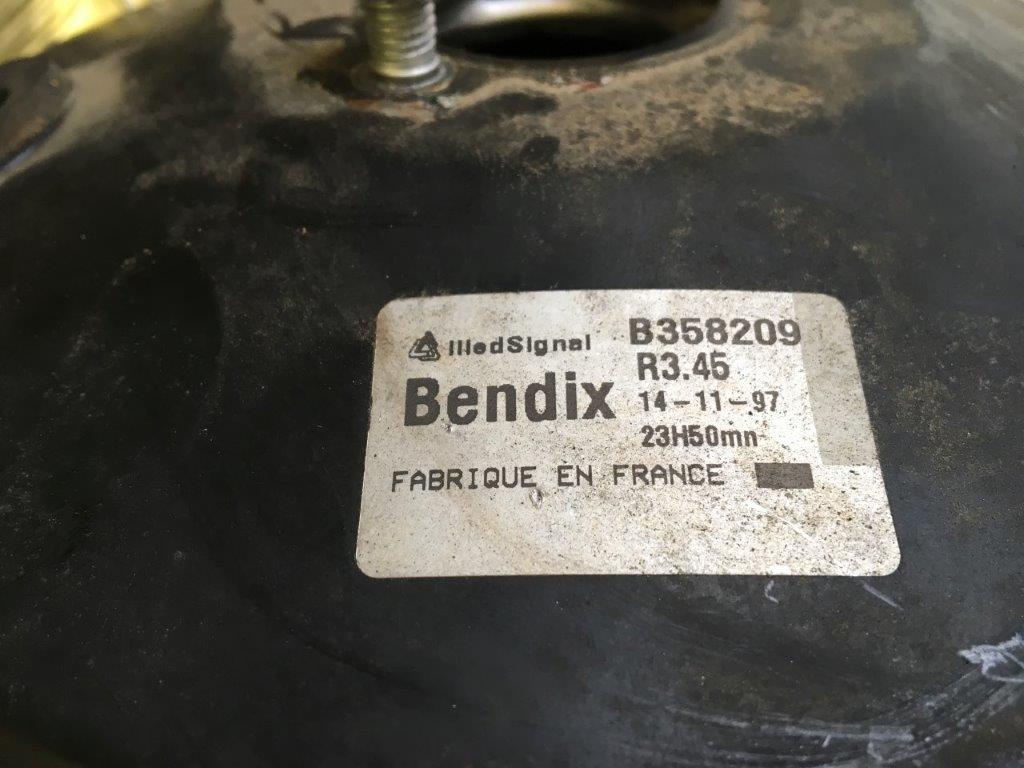 AlliedSignal
Bendix
B358209
R3.45
14-11-97
23H50mn
FABRIQUE EN FRANCE